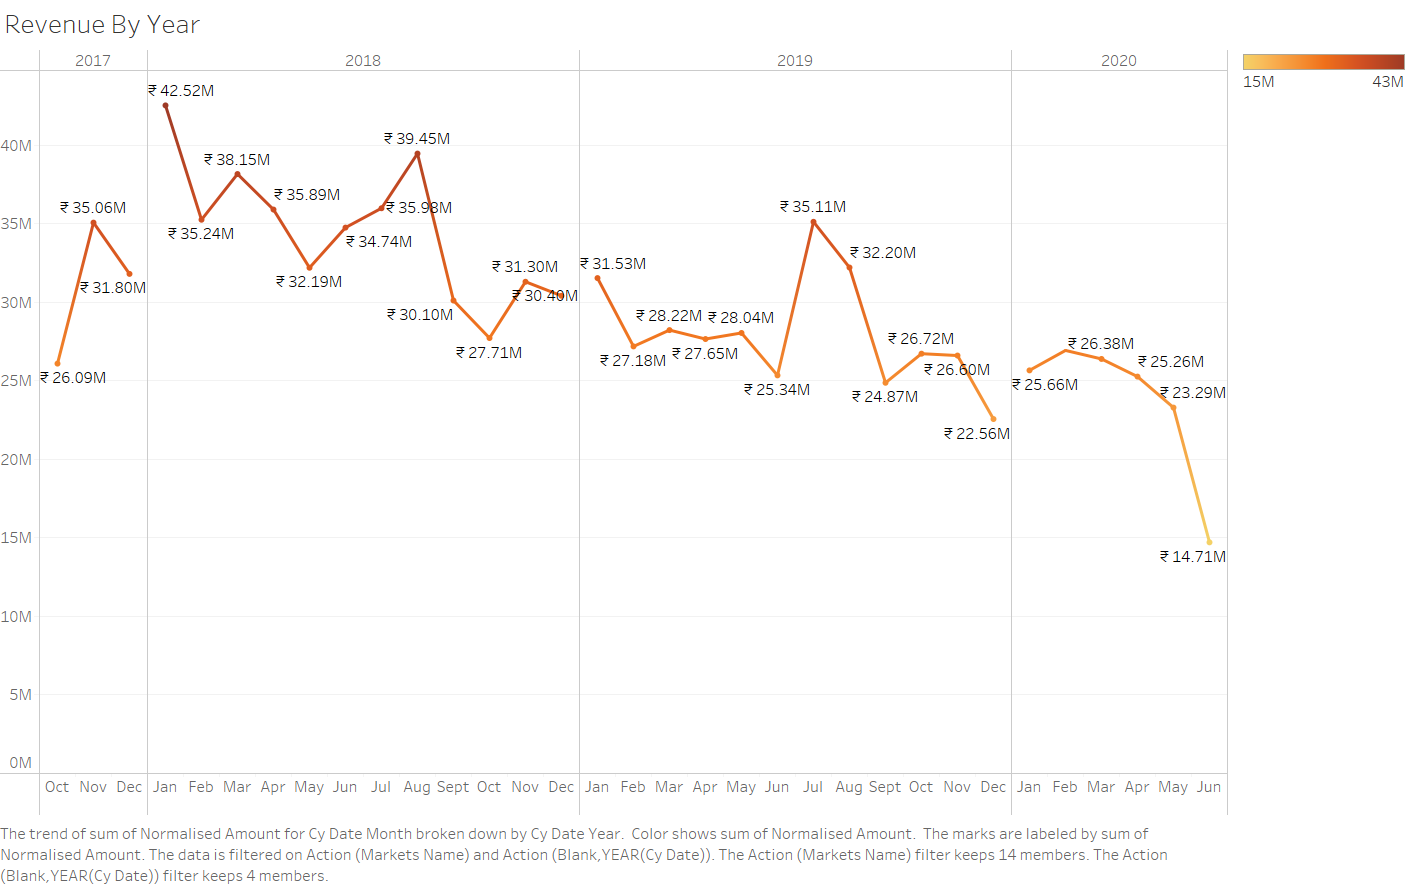 Revenue By Year
2017 2018 2019 2020
15M 43M
₹ 42.52M
₹ 39.45M
40M
₹ 38.15M
₹ 35.89M
₹ 35.06M ₹ 35.98M ₹ 35.11M
35M
₹ 35.24M ₹ 34.74M
₹ 32.20M
₹ 31.80M ₹ 32.19M ₹ 31.30M ₹ 31.53M
30M
₹ 30.10M ₹ 30.40M ₹ 28.22M ₹ 28.04M
₹ 27.71M ₹ 27.18M ₹ 27.65M ₹ 26.72M ₹ 26.38M
₹ 26.60M ₹ 25.26M
25M
₹ 26.09M ₹ 25.34M ₹ 24.87M ₹ 25.66M ₹ 23.29M
₹ 22.56M
20M
15M
₹ 14.71M
10M
5M
0M
Oct Nov Dec Jan Feb Mar Apr May Jun Jul Aug Sept Oct Nov Dec Jan Feb Mar Apr May Jun Jul Aug Sept Oct Nov Dec Jan Feb Mar Apr May Jun
The trend of sum of Normalised Amount for Cy Date Month broken down by Cy Date Year.  Color shows sum of Normalised Amount.  The marks are labeled by sum of
Normalised Amount. The data is filtered on Action (Markets Name) and Action (Blank,YEAR(Cy Date)). The Action (Markets Name) filter keeps 14 members. The Action
(Blank,YEAR(Cy Date)) filter keeps 4 members.